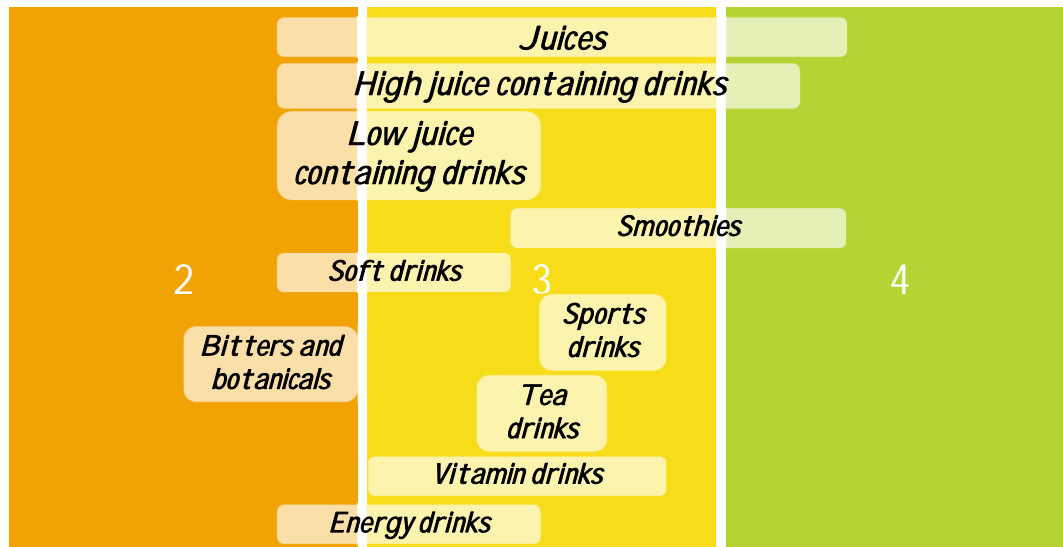 Juices
High juice containing drinks
Low juice
containing drinks
Smoothies
Soft drinks
2
3
4
Sports
drinks
Bitters and
botanicals
Tea
drinks
Vitamin drinks
Energy drinks